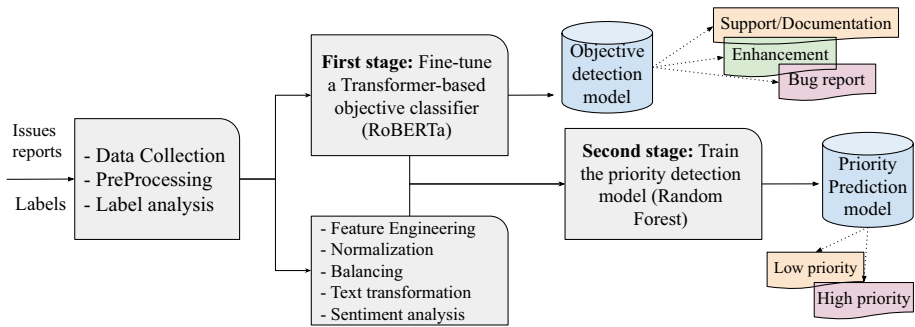 Issues
reports
Labels
- Data Collection
- PreProcessing
- Label analysis
First stage: Fine-tune
a Transformer-based
objective classifier
(RoBERTa)
Objective
detection
model
Support/Documentation
Enhancement
Bug report
- Feature Engineering
- Normalization
- Balancing
- Text transformation
- Sentiment analysis
Second stage: Train
the priority detection
model (Random
Forest)
Priority
Prediction
model
Low priority
High priority